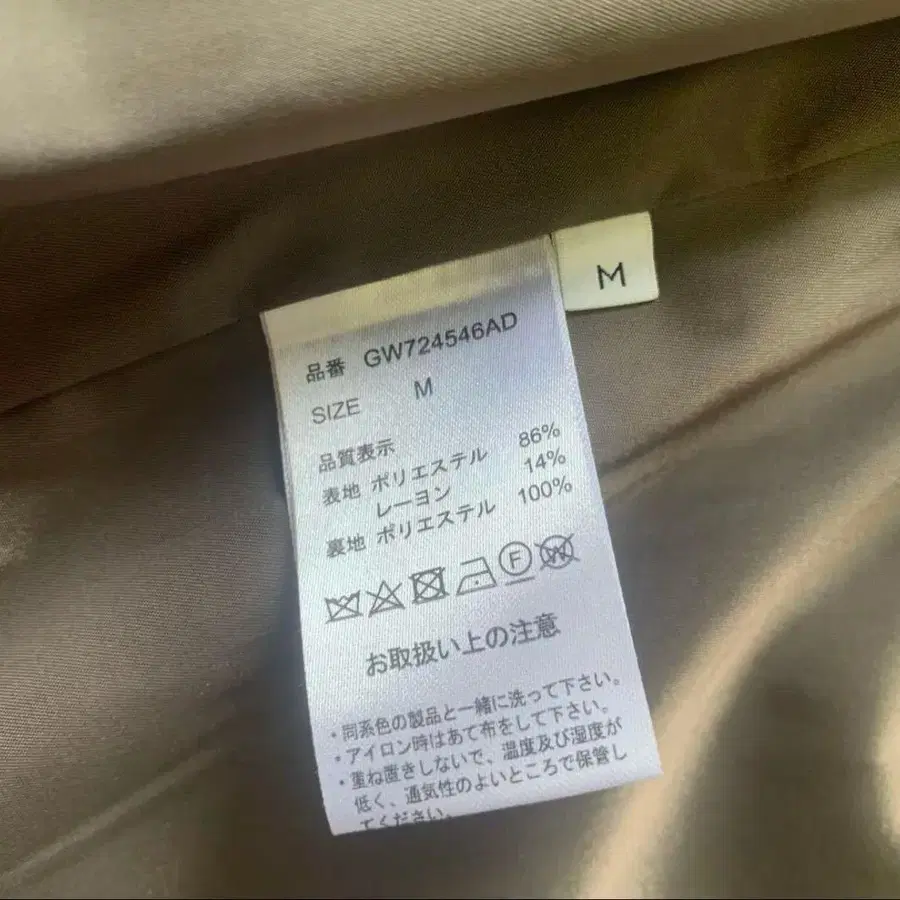 M
品番 GW724546AD
SIZE M
品質表示
表地 ポリエステル 86%
レーヨン 14%
裏地 ポリエステル 100%
F
W
お取扱い上の注意
・同系色の製品と一緒に洗って下さい。
・アイロン時はあて布をして下さい。
・重ね置きしないで、温度及び湿度が
低く、通気性のよいところで保管し
てください。